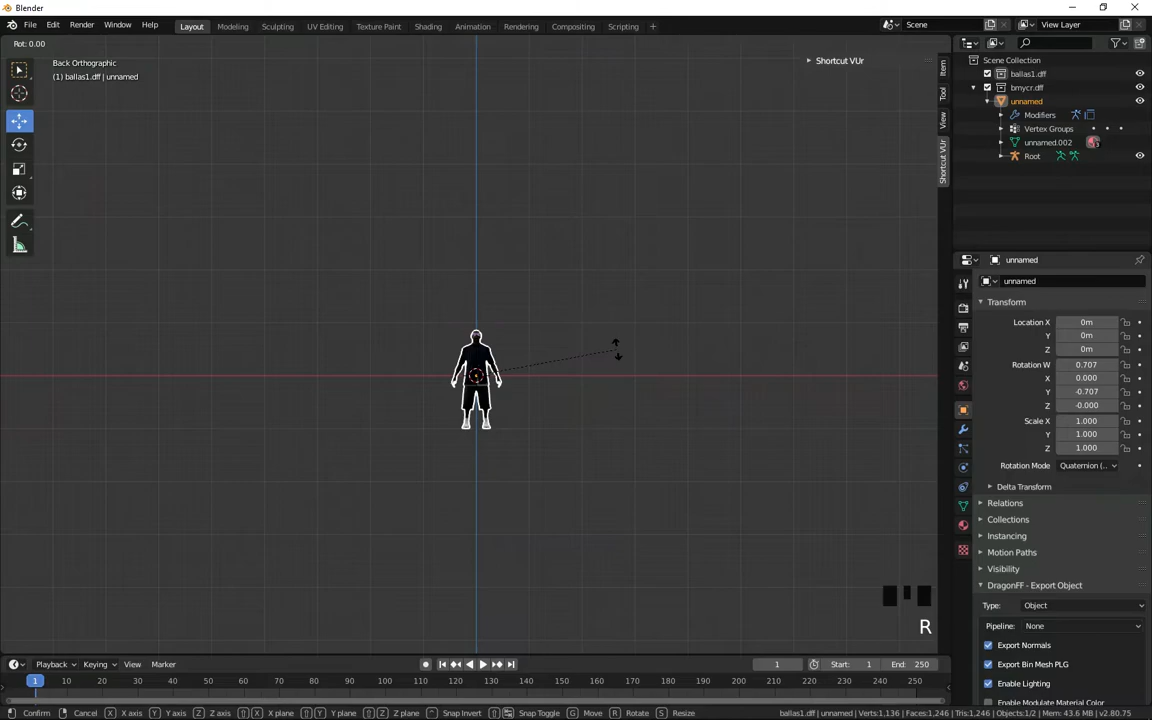 Blender
File Edit Render Window Help Layout Modeling Sculpting UV Editing Texture Paint Shading Animation Rendering Compositing Scripting + Scene View Layer
Rot: 0.00
Back Orthographic
(1) ballas1.dff | unnamed
Shortcut VUr
Item
Tool
View
Shortcut VUr
Scene Collection
ballas1.dff
bmycr.dff
unnamed
Modifiers
Vertex Groups
unnamed.002
Root
unnamed
unnamed
Transform
Location X 0m
Y 0m
Z 0m
Rotation W 0.707
X 0.000
Y -0.707
Z -0.000
Scale X 1.000
Y 1.000
Z 1.000
Rotation Mode Quaternion (..
Delta Transform
Relations
Collections
Instancing
Motion Paths
Visibility
DragonFF - Export Object
Type: Object
Pipeline: None
Export Normals
Export Bin Mesh PLG
Enable Lighting
Enable Modulate Material Color
R
Playback Keying View Marker 1 Start: 1 End: 250
1 10 20 30 40 50 60 70 80 90 100 110 120 130 140 150 160 170 180 190 200 210 220 230 240 250
Confirm Cancel X X axis Y Y axis Z Z axis X X plane Y Y plane Z Z plane Snap Invert Snap Toggle G Move R Rotate S Resize ballas1.dff | unnamed | Verts:1,136 | Faces:1,246 | Tris:1,246 | Objects:1/2 | Mem: 43.6 MB | v2.80.75